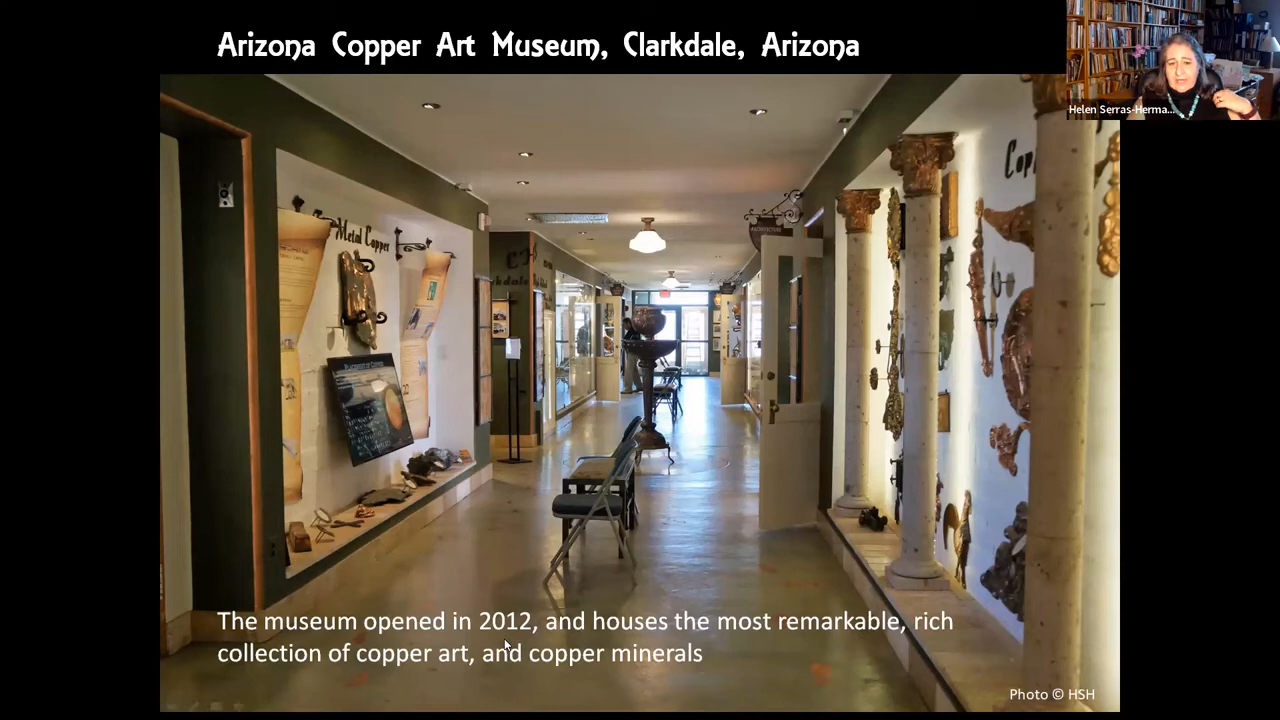 Arizona Copper Art Museum, Clarkdale, Arizona
Helen Serras-Herma...
Metal Copper
ARCHITECTURE
The museum opened in 2012, and houses the most remarkable, rich
collection of copper art, and copper minerals
Photo © HSH